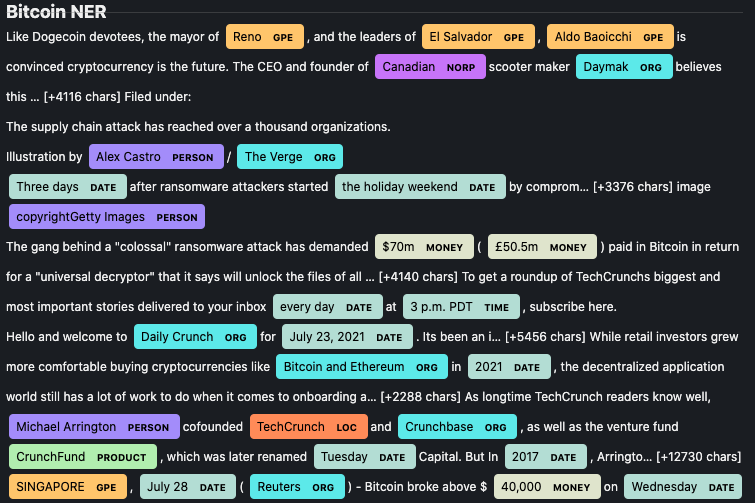 Bitcoin NER
Like Dogecoin devotees, the mayor of Reno GPE , and the leaders of El Salvador GPE , Aldo Baoicchi GPE is
convinced cryptocurrency is the future. The CEO and founder of Canadian NORP scooter maker Daymak ORG believes
this … [+4116 chars] Filed under:
The supply chain attack has reached over a thousand organizations.
Illustration by Alex Castro PERSON / The Verge ORG
Three days DATE after ransomware attackers started the holiday weekend DATE by comprom… [+3376 chars] image
copyrightGetty Images PERSON
The gang behind a "colossal" ransomware attack has demanded $70m MONEY ( £50.5m MONEY ) paid in Bitcoin in return
for a "universal decryptor" that it says will unlock the files of all … [+4140 chars] To get a roundup of TechCrunchs biggest and
most important stories delivered to your inbox every day DATE at 3 p.m. PDT TIME , subscribe here.
Hello and welcome to Daily Crunch ORG for July 23, 2021 DATE . Its been an i… [+5456 chars] While retail investors grew
more comfortable buying cryptocurrencies like Bitcoin and Ethereum ORG in 2021 DATE , the decentralized application
world still has a lot of work to do when it comes to onboarding a… [+2288 chars] As longtime TechCrunch readers know well,
Michael Arrington PERSON cofounded TechCrunch LOC and Crunchbase ORG , as well as the venture fund
CrunchFund PRODUCT , which was later renamed Tuesday DATE Capital. But In 2017 DATE , Arringto… [+12730 chars]
SINGAPORE GPE , July 28 DATE ( Reuters ORG ) - Bitcoin broke above $ 40,000 MONEY on Wednesday DATE